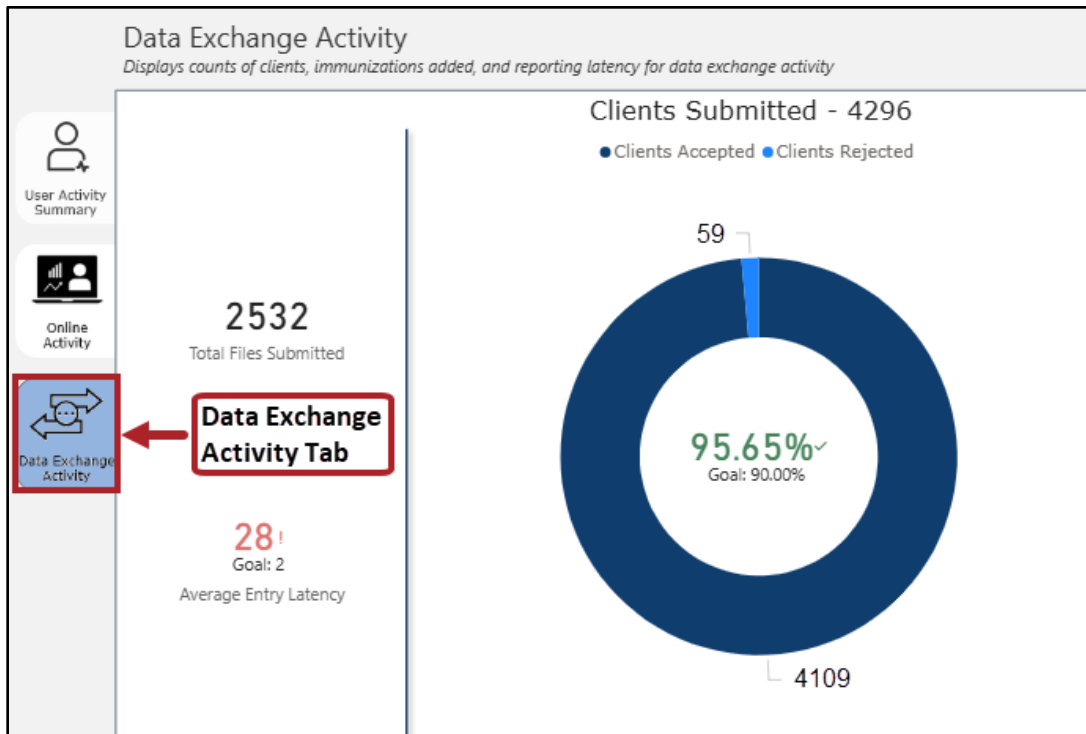 Data Exchange Activity
Displays counts of clients, immunizations added, and reporting latency for data exchange activity
User Activity
Summary
Online
Activity
Data Exchange
Activity
2532
Total Files Submitted
Data Exchange
Activity Tab
28!
Goal: 2
Average Entry Latency
Clients Submitted - 4296
Clients Accepted Clients Rejected
59
95.65%✓
Goal: 90.00%
4109